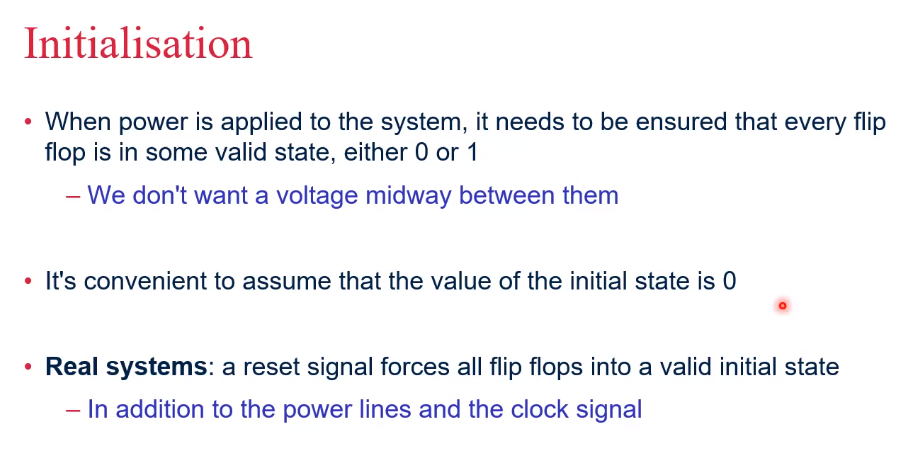 Initialisation
• When power is applied to the system, it needs to be ensured that every flip
flop is in some valid state, either 0 or 1
– We don't want a voltage midway between them
• It's convenient to assume that the value of the initial state is 0
• Real systems: a reset signal forces all flip flops into a valid initial state
– In addition to the power lines and the clock signal